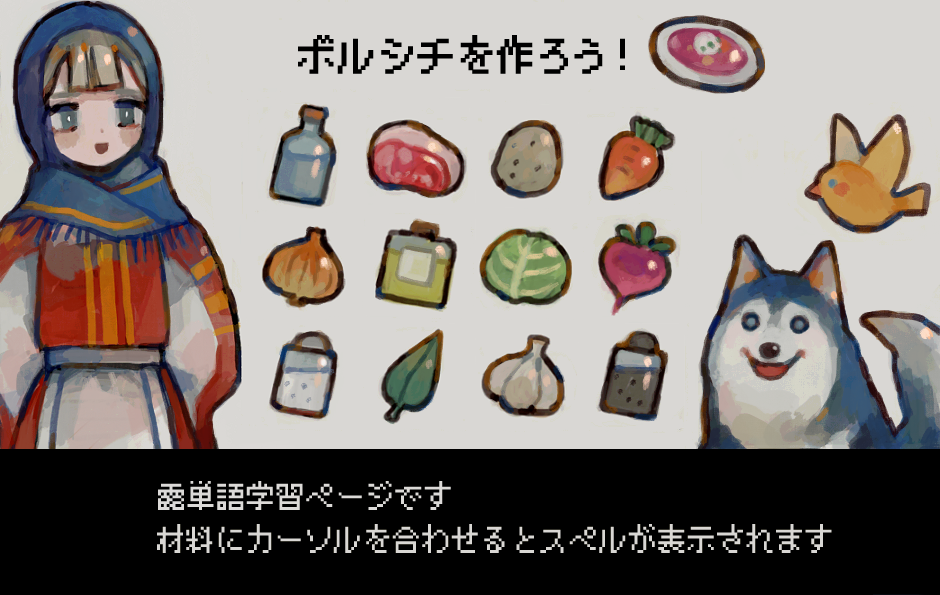 ボルシチを作ろう！
露単語学習ページです
材料にカーソルを合わせるとスペルが表示されます